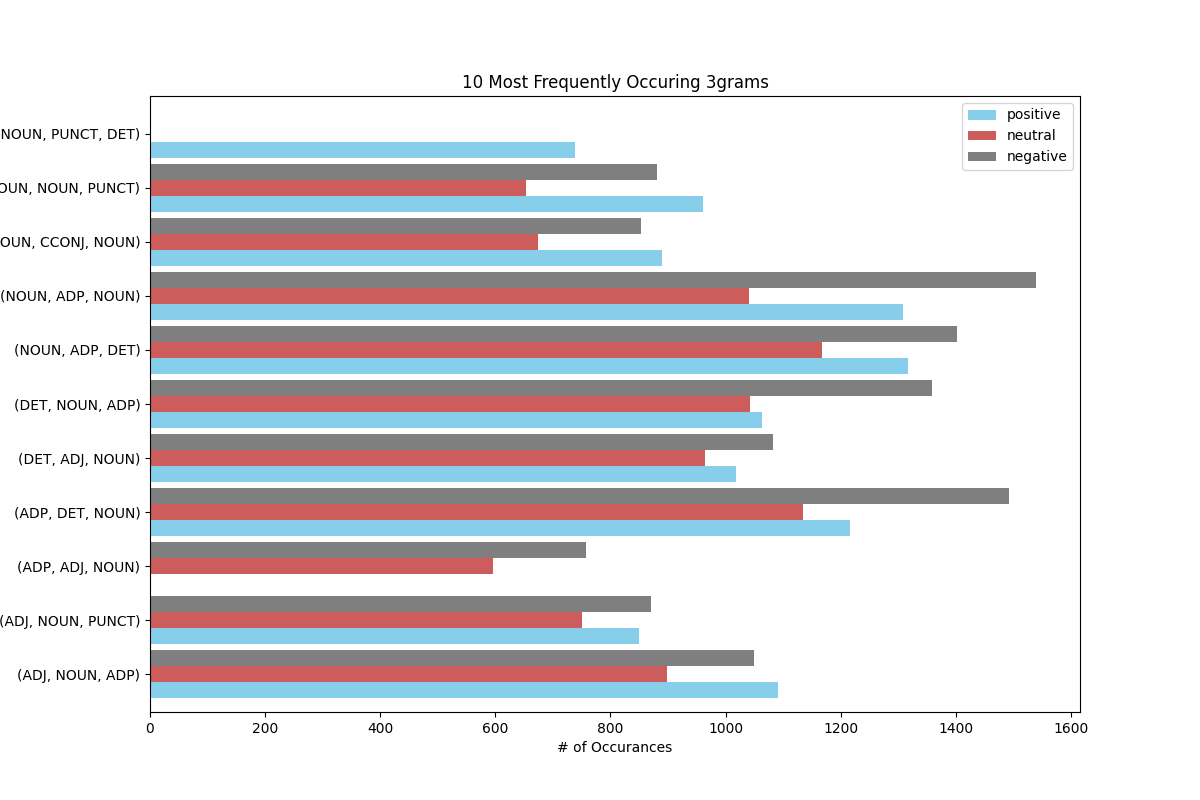 10 Most Frequently Occuring 3grams
positive
neutral
negative
NOUN, PUNCT, DET)
OUN, NOUN, PUNCT)
OUN, CCONJ, NOUN)
(NOUN, ADP, NOUN)
(NOUN, ADP, DET)
(DET, NOUN, ADP)
(DET, ADJ, NOUN)
(ADP, DET, NOUN)
(ADP, ADJ, NOUN)
(ADJ, NOUN, PUNCT)
(ADJ, NOUN, ADP)
0 200 400 600 800 1000 1200 1400 1600
# of Occurances